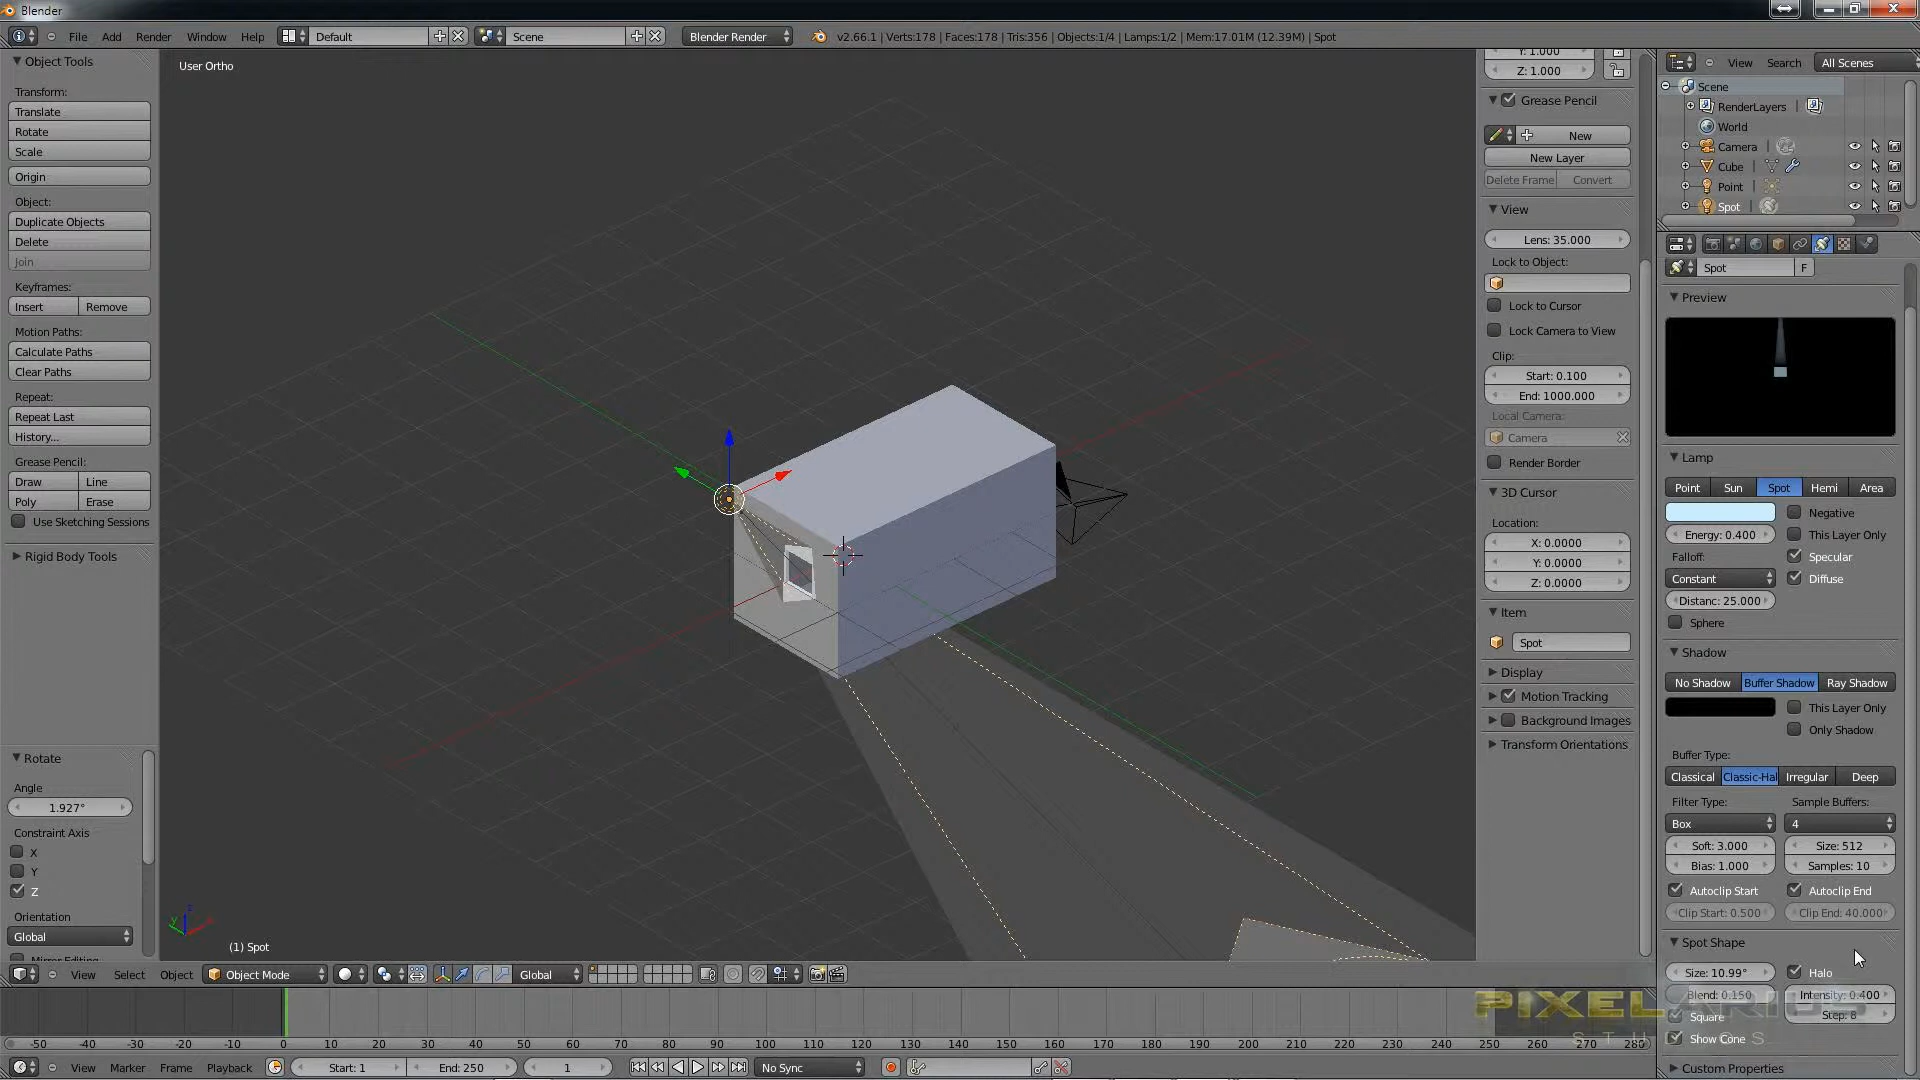 Blender
File Add Render Window Help Default Scene Blender Render v2.66.1 | Verts:178 | Faces:178 | Tris:356 | Objects:1/4 | Lamps:1/2 | Mem:17.01M (12.39M) | Spot
Object Tools
Transform:
Translate
Rotate
Scale
Origin
Object:
Duplicate Objects
Delete
Join
Keyframes:
Insert Remove
Motion Paths:
Calculate Paths
Clear Paths
Repeat:
Repeat Last
History...
Grease Pencil:
Draw Line
Poly Erase
Use Sketching Sessions
Rigid Body Tools
Rotate
Angle
1.927°
Constraint Axis
X
Y
Z
Orientation
Global
User Ortho
(1) Spot
Y: 1.000
Z: 1.000
Grease Pencil
New
New Layer
Delete Frame Convert
View
Lens: 35.000
Lock to Object:
Lock to Cursor
Lock Camera to View
Clip:
Start: 0.100
End: 1000.000
Local Camera:
Camera
Render Border
3D Cursor
Location:
X: 0.0000
Y: 0.0000
Z: 0.0000
Item
Spot
Display
Motion Tracking
Background Images
Transform Orientations
View Search All Scenes
Scene
RenderLayers
World
Camera
Cube
Point
Spot
Spot F
Preview
Lamp
Point Sun Spot Hemi Area
Negative
Energy: 0.400 This Layer Only
Falloff: Specular
Constant Diffuse
Distanc: 25.000
Sphere
Shadow
No Shadow Buffer Shadow Ray Shadow
This Layer Only
Only Shadow
Buffer Type:
Classical Classic-Hal Irregular Deep
Filter Type: Sample Buffers:
Box 4
Soft: 3.000 Size: 512
Bias: 1.000 Samples: 10
Autoclip Start Autoclip End
Clip Start: 0.500 Clip End: 40.000
Spot Shape
Size: 10.99° Halo
Blend: 0.150 Intensity: 0.400
Square Step: 8
Show Cone
Custom Properties
PIXELARIUS
View Select Object Object Mode Global
-50 -40 -30 -20 -10 0 10 20 30 40 50 60 70 80 90 100 110 120 130 140 150 160 170 180 190 200 210 220 230 240 250 260 270 280
View Marker Frame Playback Start: 1 End: 250 1 No Sync